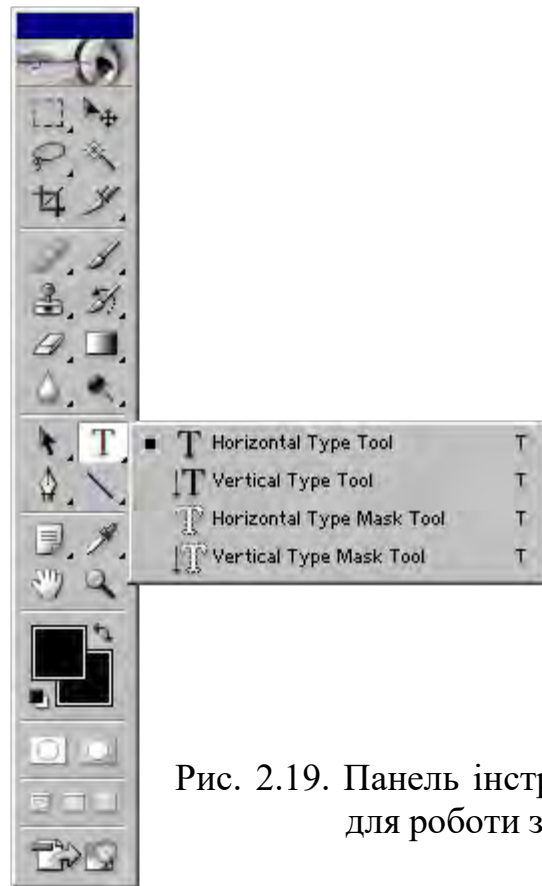 T
Horizontal Type Tool T
Vertical Type Tool T
Horizontal Type Mask Tool T
Vertical Type Mask Tool T
Рис. 2.19. Панель
для роботи з